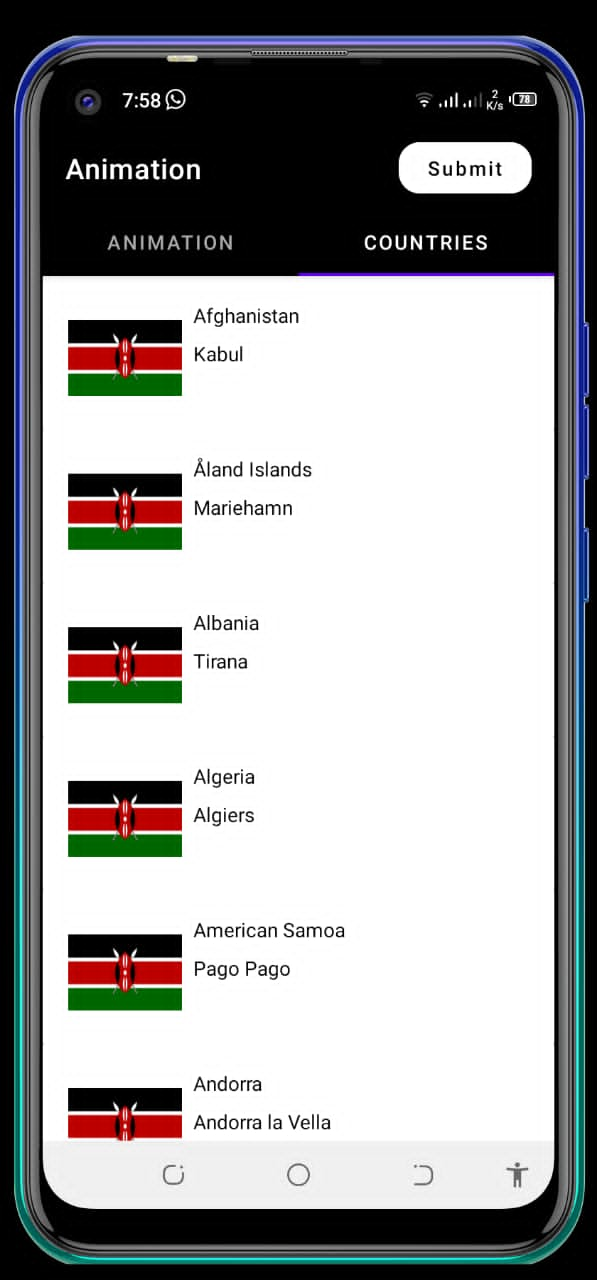 7:58
2
K/s
78
Animation
Submit
ANIMATION
COUNTRIES
Afghanistan
Kabul
Åland Islands
Mariehamn
Albania
Tirana
Algeria
Algiers
American Samoa
Pago Pago
Andorra
Andorra la Vella